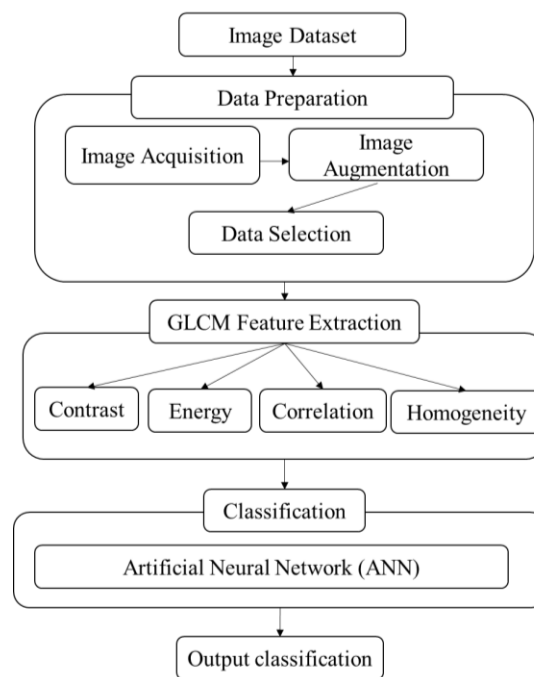 Image Dataset
Data Preparation
Image Acquisition
Image
Augmentation
Data Selection
GLCM Feature Extraction
Contrast
Energy
Correlation
Homogeneity
Classification
Artificial Neural Network (ANN)
Output classification